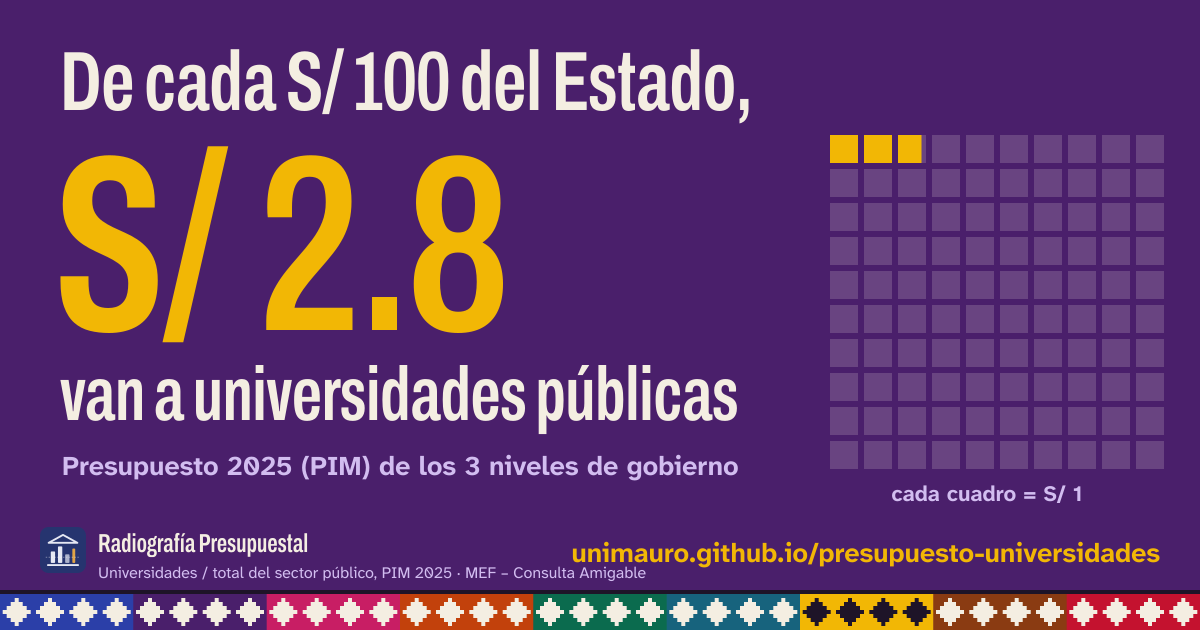 De cada S/ 100 del Estado,
S/ 2.8
van a universidades públicas
Presupuesto 2025 (PIM) de los 3 niveles de gobierno
cada cuadro = S/ 1
Radiografía Presupuestal
Universidades / total del sector público, PIM 2025 · MEF – Consulta Amigable
unimauro.github.io/presupuesto-universidades